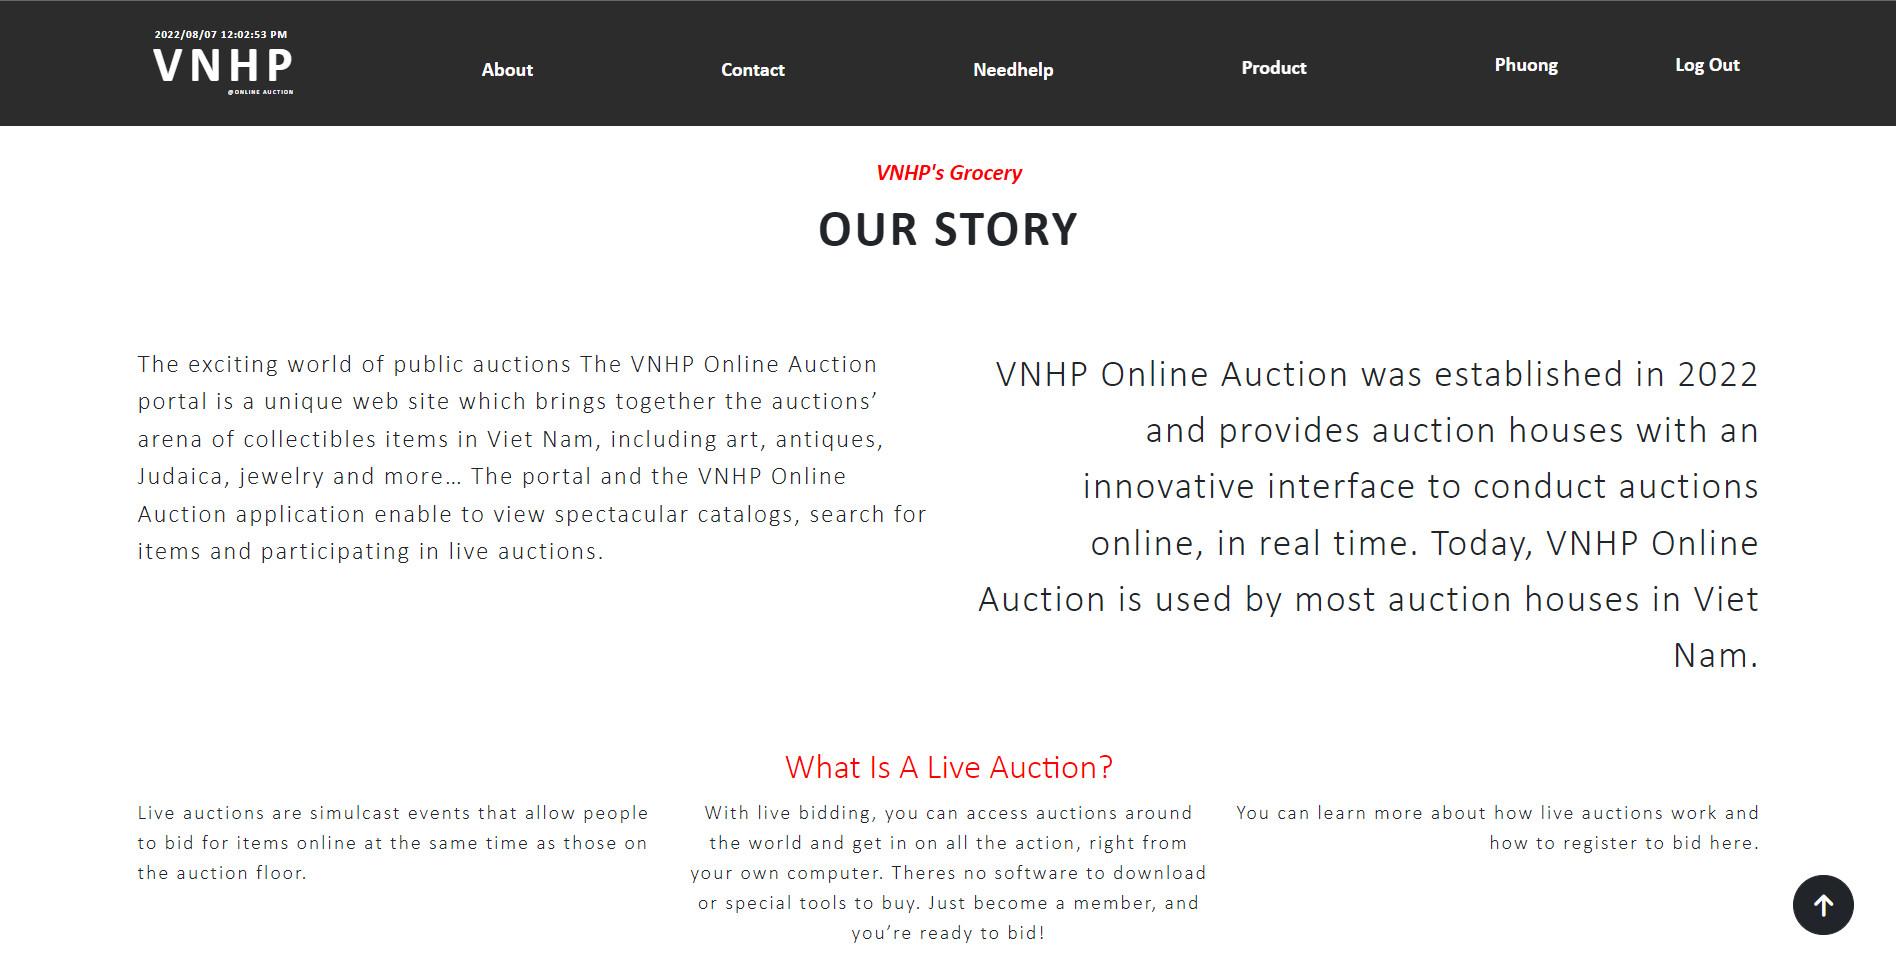 2022/08/07 12:02:53 PM
VNHP
@ONLINE AUCTION
About
Contact
Needhelp
Product
Phuong
Log Out
VNHP's Grocery
OUR STORY
The exciting world of public auctions The VNHP Online Auction
portal is a unique web site which brings together the auctions’
arena of collectibles items in Viet Nam, including art, antiques,
Judaica, jewelry and more… The portal and the VNHP Online
Auction application enable to view spectacular catalogs, search for
items and participating in live auctions.
VNHP Online Auction was established in 2022
and provides auction houses with an
innovative interface to conduct auctions
online, in real time. Today, VNHP Online
Auction is used by most auction houses in Viet
Nam.
What Is A Live Auction?
Live auctions are simulcast events that allow people
to bid for items online at the same time as those on
the auction floor.
With live bidding, you can access auctions around
the world and get in on all the action, right from
your own computer. Theres no software to download
or special tools to buy. Just become a member, and
you’re ready to bid!
You can learn more about how live auctions work and
how to register to bid here.